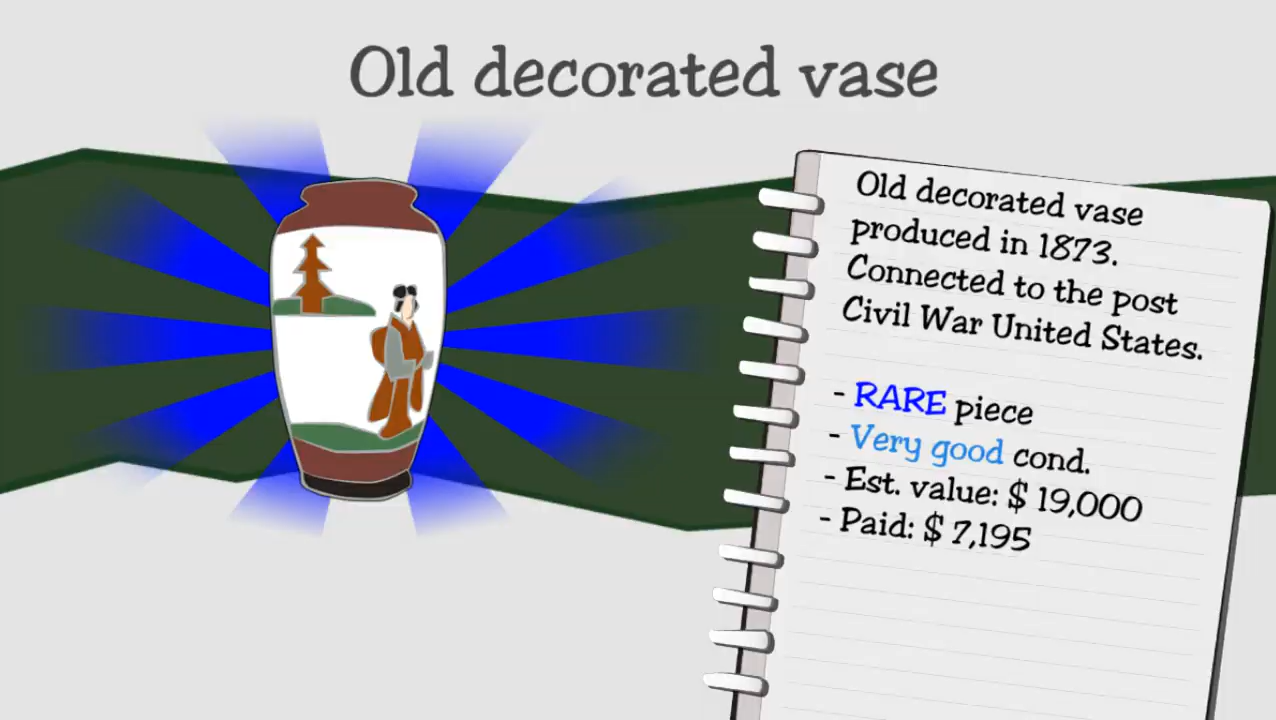 Old decorated vase
Old decorated vase
produced in 1873.
Connected to the post
Civil War United States.
- RARE piece
- Very good cond.
- Est. value: $ 19,000
- Paid: $ 7,195